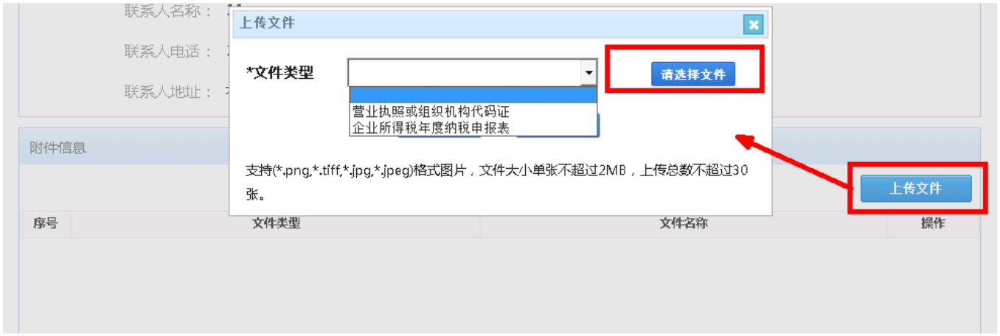 联系人名称：
上传文件
联系人电话：
*文件类型
请选择文件
联系人地址：
营业执照或组织机构代码证
企业所得税年度纳税申报表
附件信息
支持(*.png,*.tiff,*.jpg,*.jpeg)格式图片，文件大小单张不超过2MB，上传总数不超过30
张。
上传文件
序号 文件类型 文件名称 操作